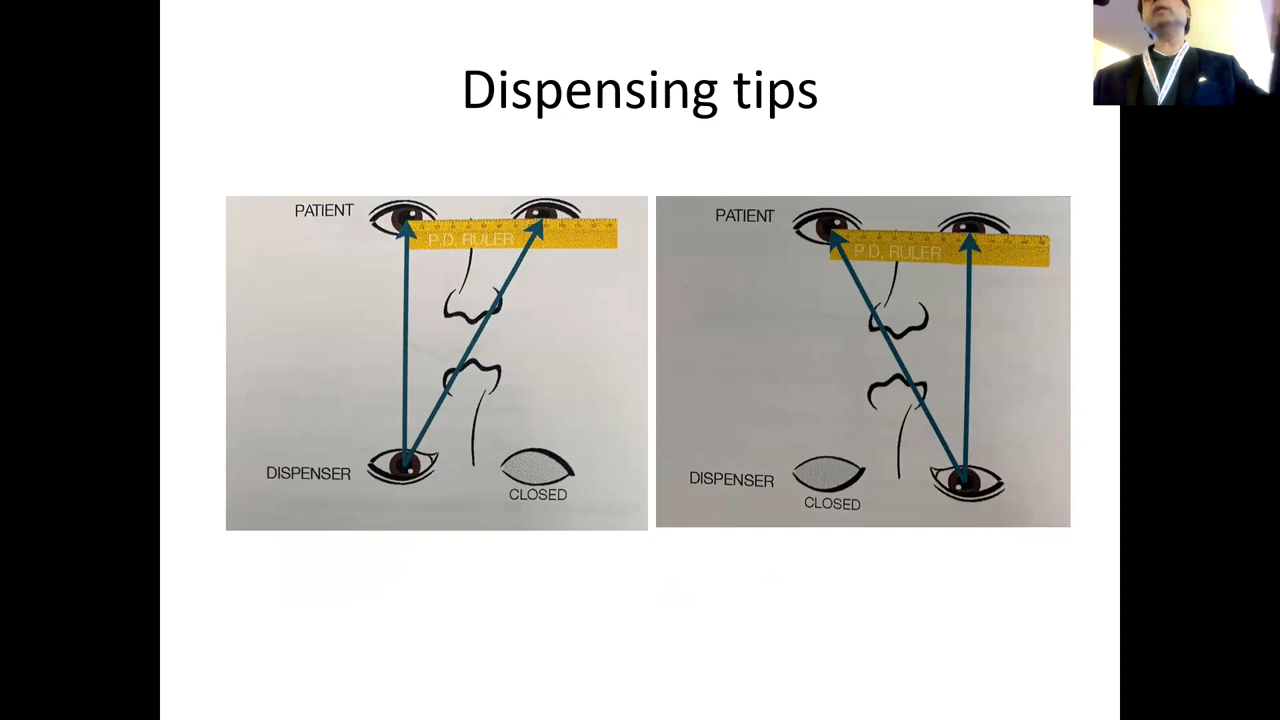 Dispensing tips
PATIENT
P.D. RULER
DISPENSER
CLOSED
PATIENT
P.D. RULER
DISPENSER
CLOSED